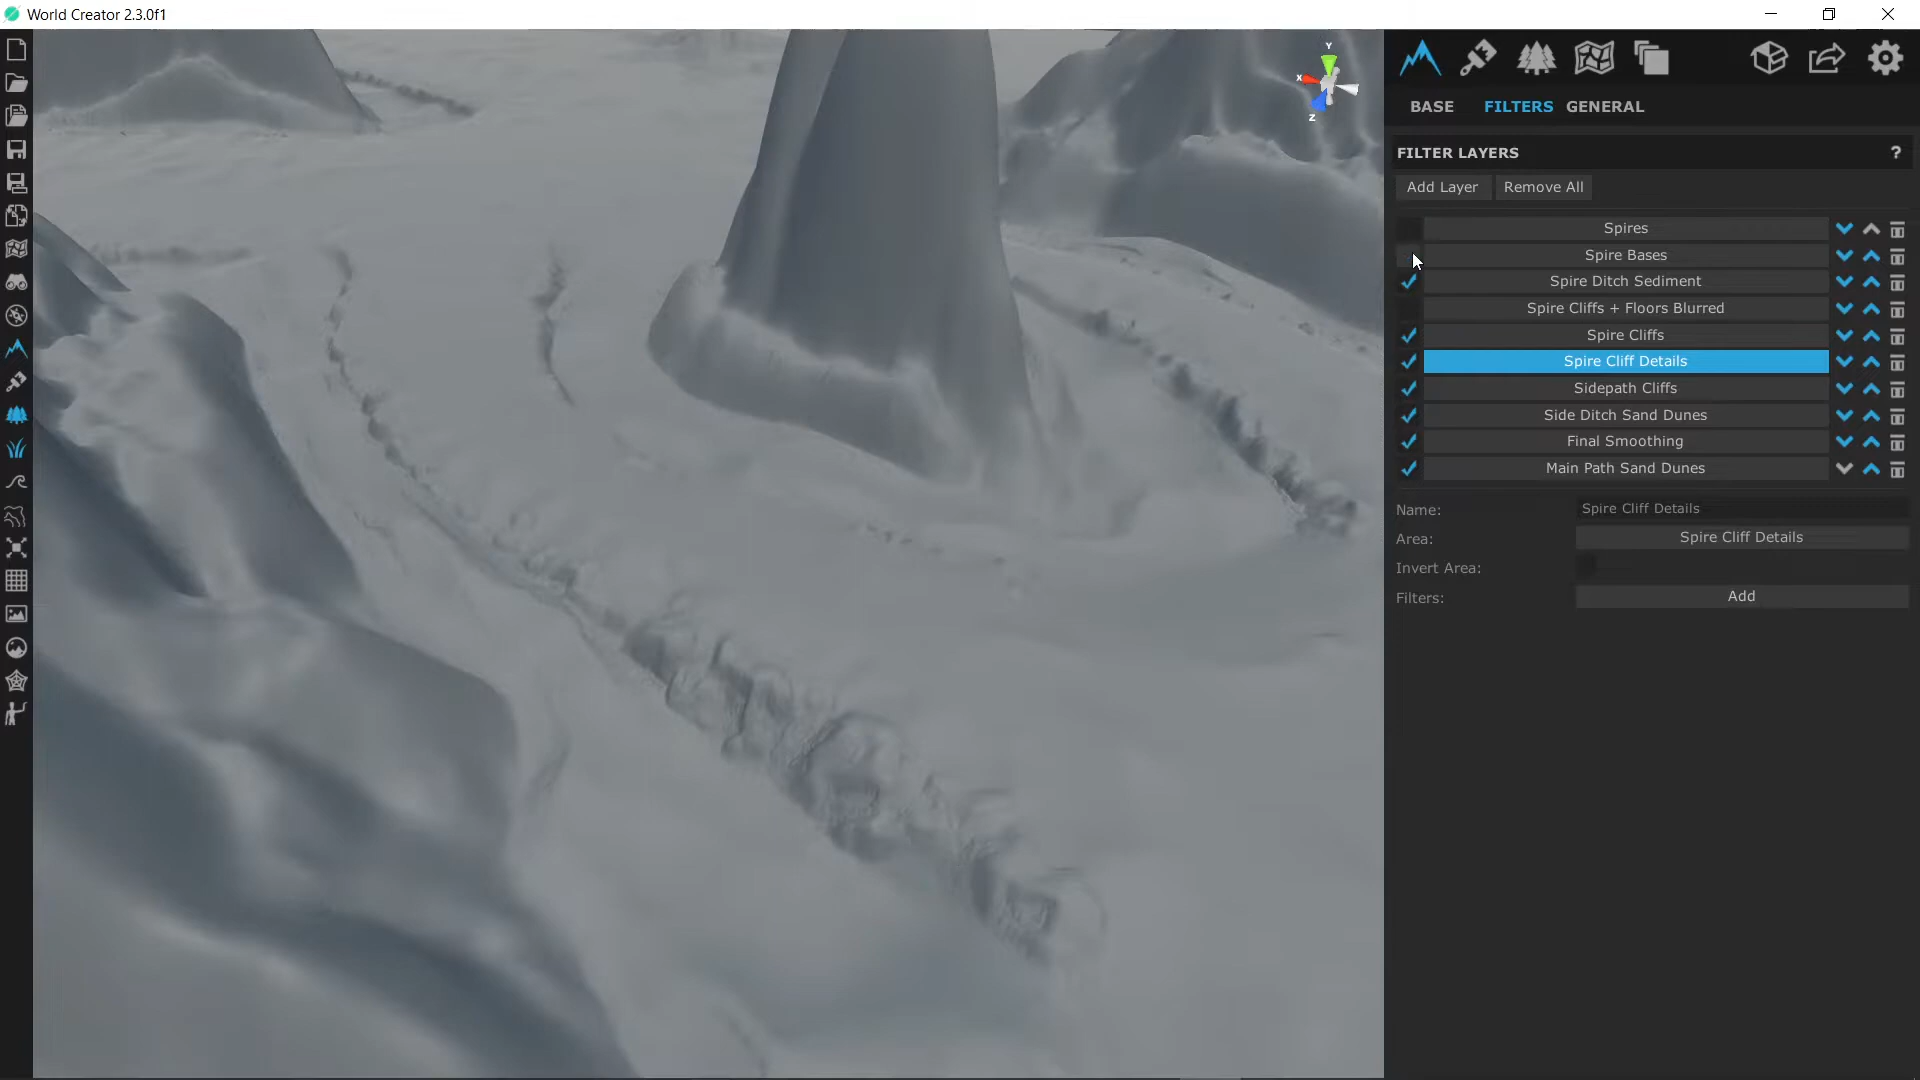 World Creator 2.3.0f1
Y
X
Z
BASE FILTERS GENERAL
FILTER LAYERS ?
Add Layer Remove All
Spires
Spire Bases
Spire Ditch Sediment
Spire Cliffs + Floors Blurred
Spire Cliffs
Spire Cliff Details
Sidepath Cliffs
Side Ditch Sand Dunes
Final Smoothing
Main Path Sand Dunes
Name: Spire Cliff Details
Area: Spire Cliff Details
Invert Area:
Filters: Add